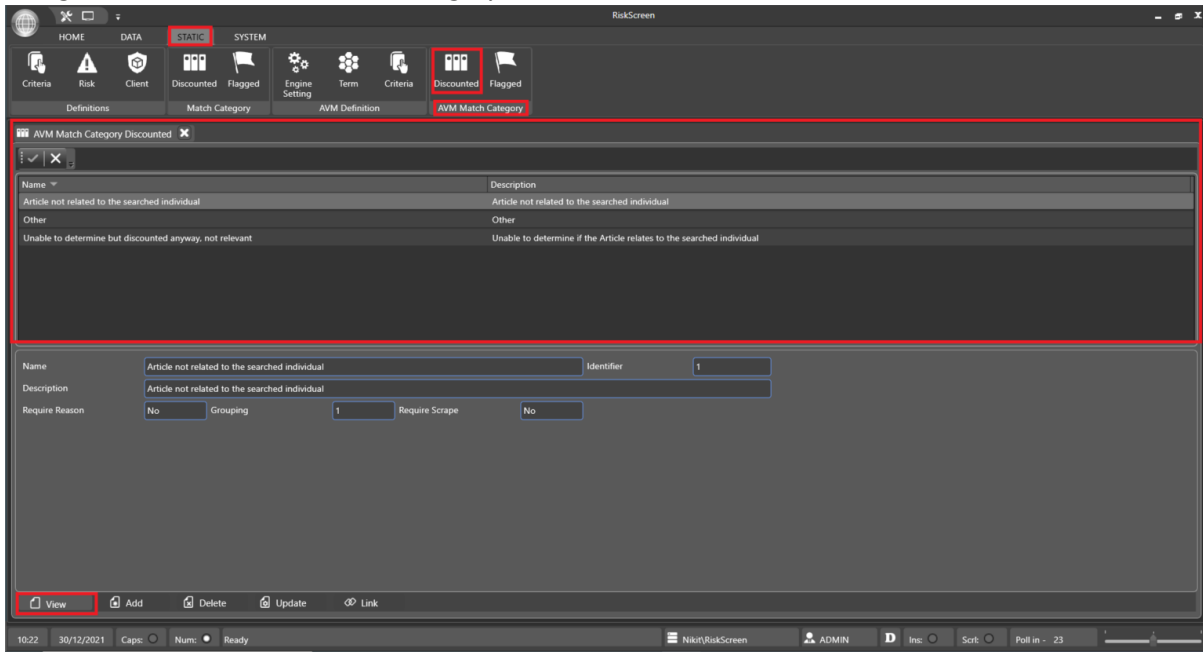 RiskScreen
HOME DATA STATIC SYSTEM
Criteria Risk Client Discounted Flagged Engine Setting Term Criteria Discounted Flagged
Definitions Match Category AVM Definition AVM Match Category
AVM Match Category Discounted
Name Description
Article not related to the searched individual Article not related to the searched individual
Other Other
Unable to determine but discounted anyway, not relevant Unable to determine if the Article relates to the searched individual
Name Article not related to the searched individual Identifier 1
Description Article not related to the searched individual
Require Reason No Grouping 1 Require Scrape No
View Add Delete Update Link
10:22 30/12/2021 Caps: Num: Ready Nikit\RiskScreen ADMIN D Ins: Scrl: Poll in - 23